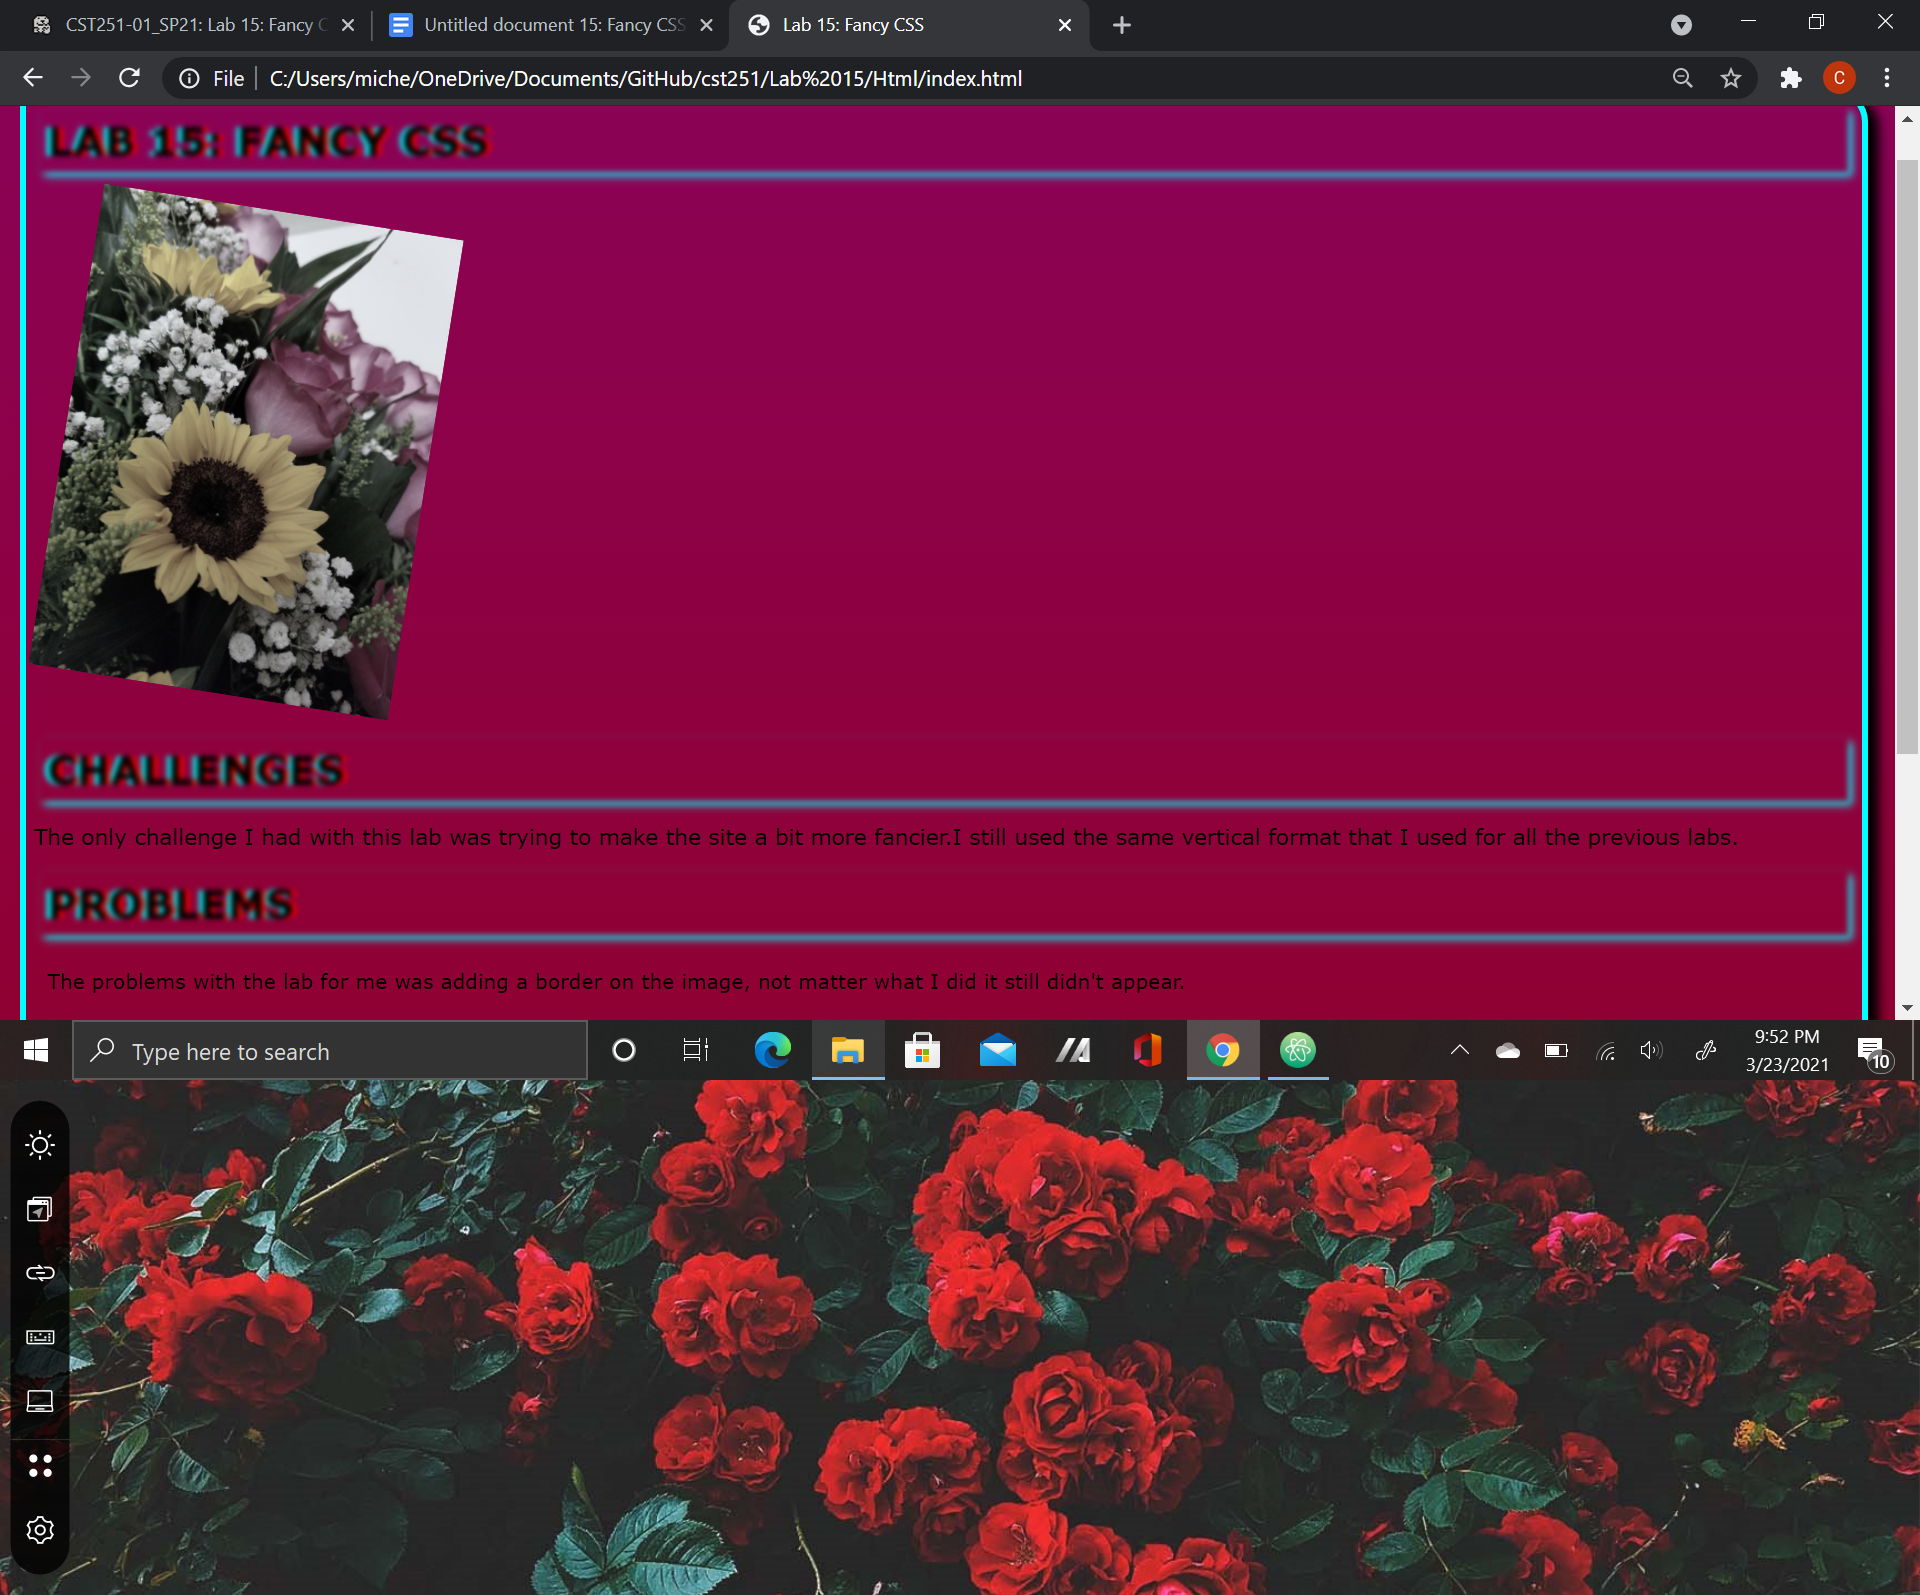 CST251-01_SP21: Lab 15: Fancy C
Untitled document 15: Fancy CSS
Lab 15: Fancy CSS
File
C:/Users/miche/OneDrive/Documents/GitHub/cst251/Lab%2015/Html/index.html
C
LAB 15: FANCY CSS
CHALLENGES
The only challenge I had with this lab was trying to make the site a bit more fancier.I still used the same vertical format that I used for all the previous labs.
PROBLEMS
The problems with the lab for me was adding a border on the image, not matter what I did it still didn't appear.
Type here to search
9:52 PM
3/23/2021
10